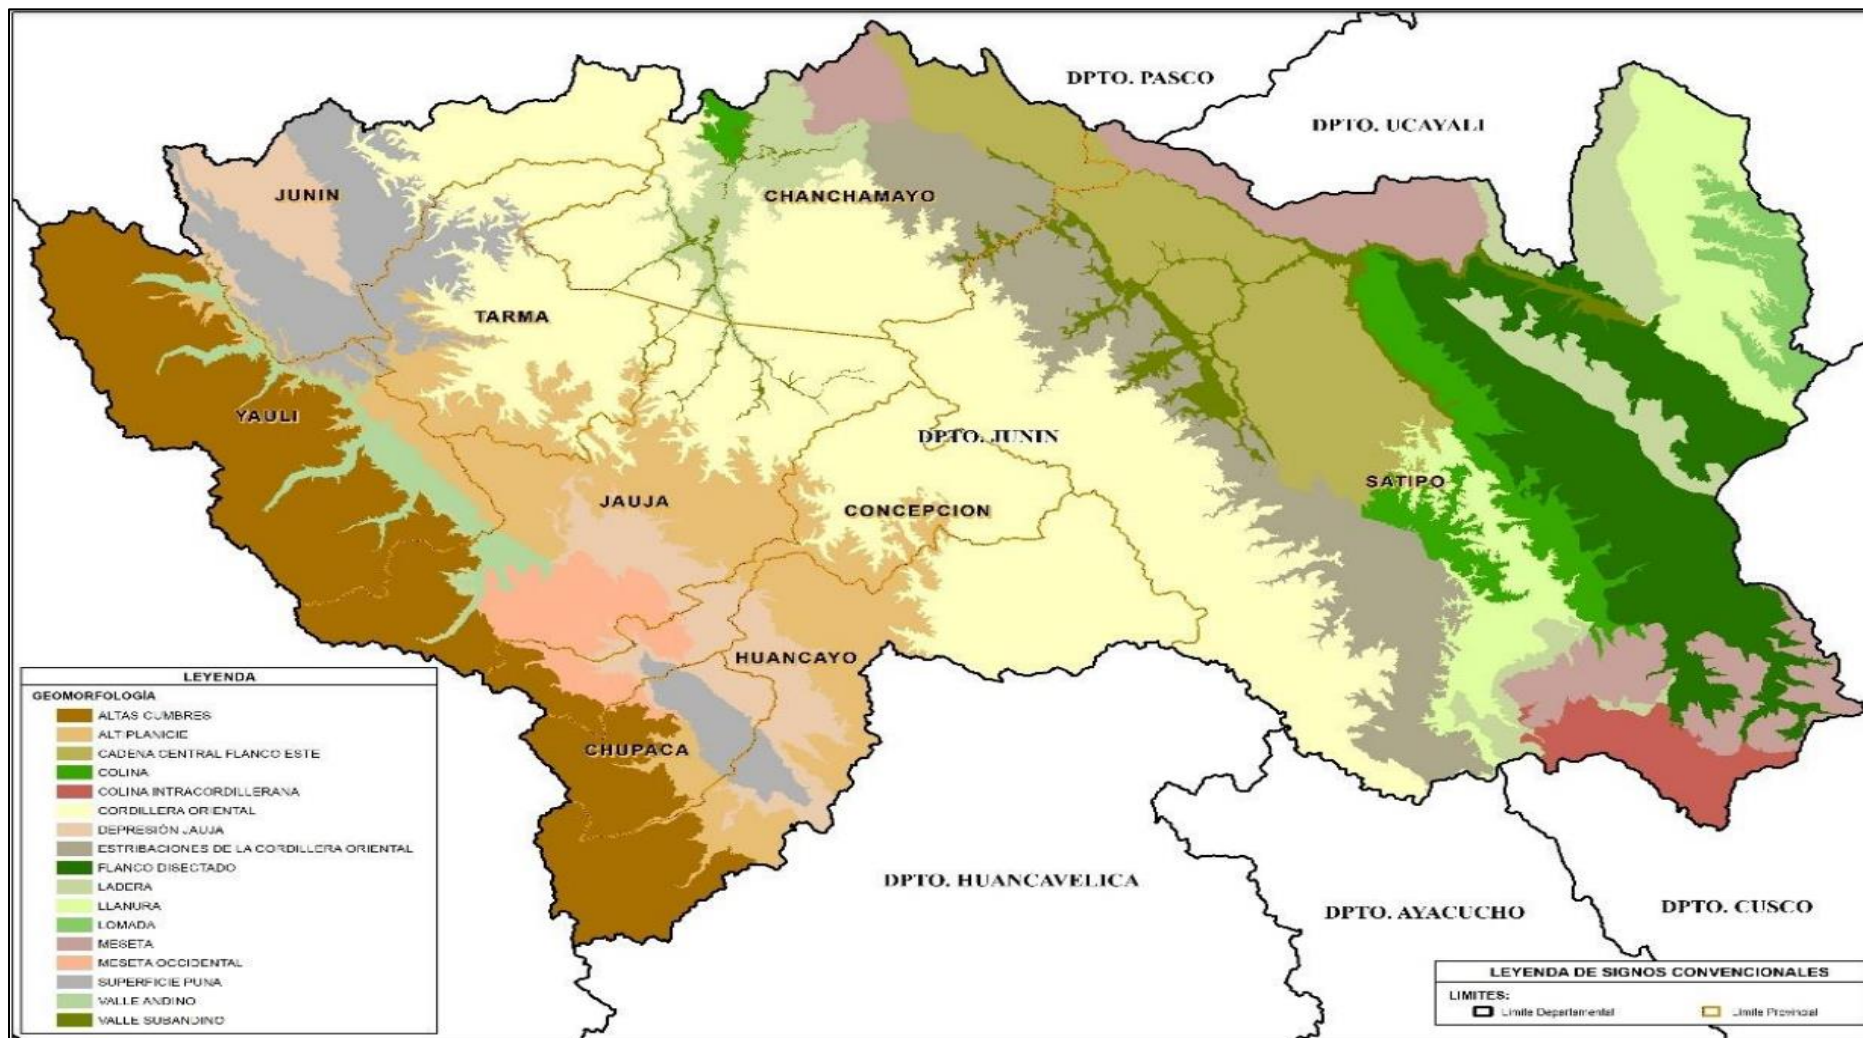 DPTO. PASCO
DPTO. UCAYALI
JUNIN
CHANCHAMAYO
TARMA
YAULI
DPTO. JUNIN
SATIPO
JAUJA
CONCEPCION
HUANCAYO
CHUPACA
DPTO. HUANCAVELICA
DPTO. AYACUCHO
DPTO. CUSCO
LEYENDA
GEOMORFOLOGÍA
ALTAS CUMBRES
ALTIPLANICIE
CADENA CENTRAL FLANCO ESTE
COLINA
COLINA INTRACORDILLERANA
CORDILLERA ORIENTAL
DEPRESIÓN JAUJA
ESTRIBACIONES DE LA CORDILLERA ORIENTAL
FLANCO DISECTADO
LADERA
LLANURA
LOMADA
MESETA
MESETA OCCIDENTAL
SUPERFICIE PUNA
VALLE ANDINO
VALLE SUBANDINO
LEYENDA DE SIGNOS CONVENCIONALES
LIMITES:
Limite Departamental
Limite Provincial